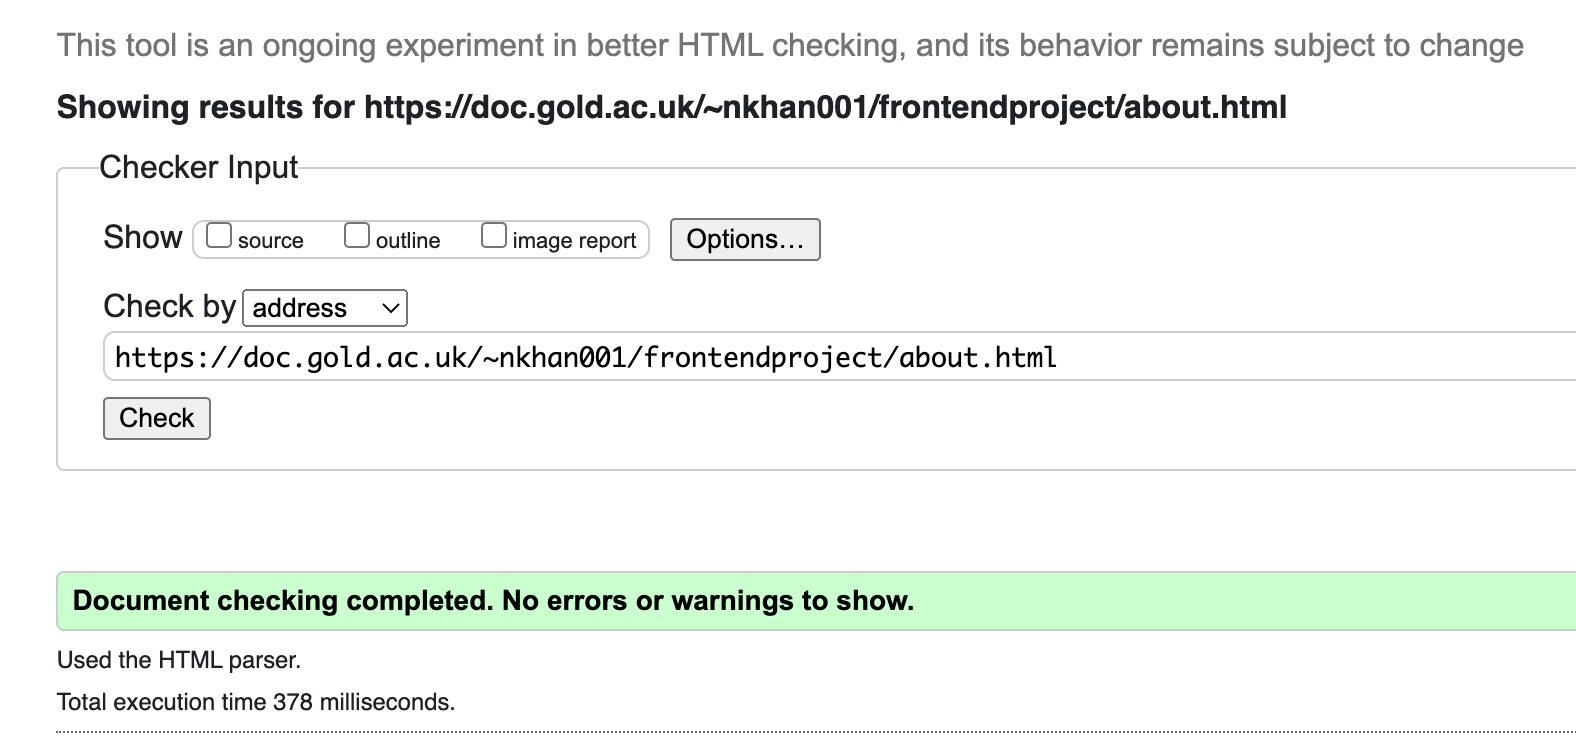 This tool is an ongoing experiment in better HTML checking, and its behavior remains subject to change
Showing results for https://doc.gold.ac.uk/~nkhan001/frontendproject/about.html
Checker Input
Show source outline image report Options...
Check by address
https://doc.gold.ac.uk/~nkhan001/frontendproject/about.html
Check
Document checking completed. No errors or warnings to show.
Used the HTML parser.
Total execution time 378 milliseconds.